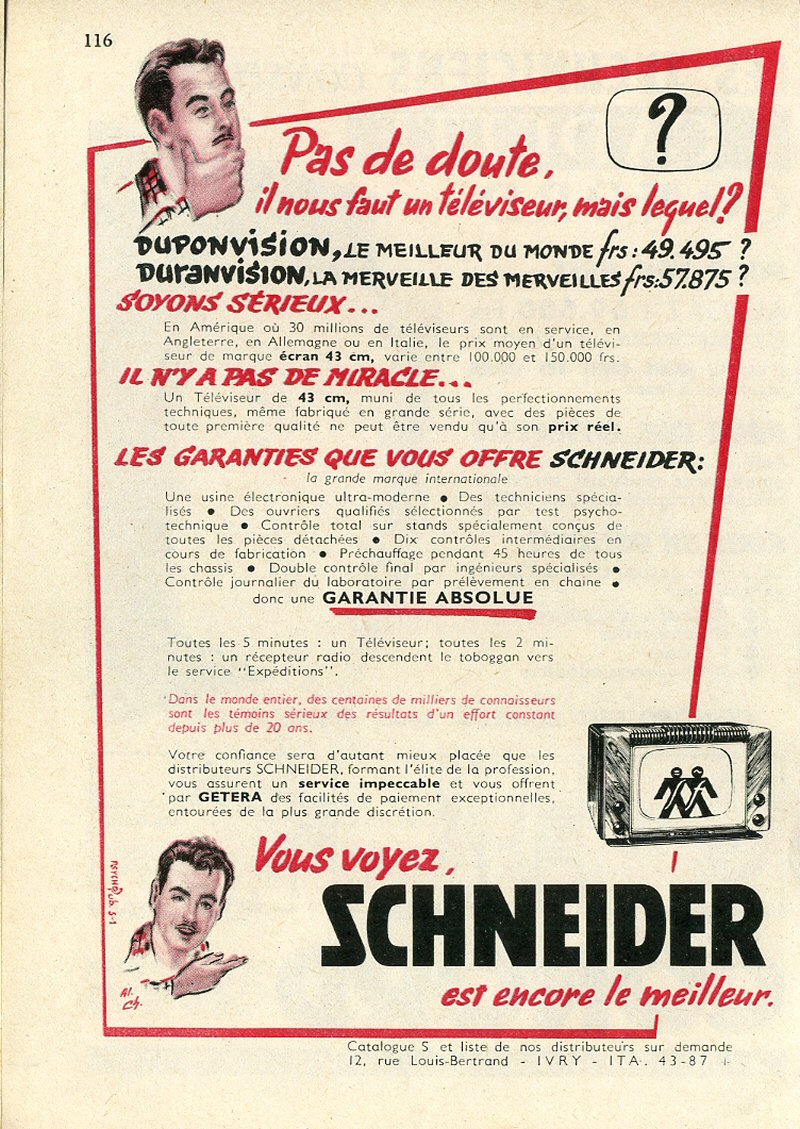 116
?
Pas de doute,
il nous faut un téléviseur, mais lequel?
DUPONVISION, LE MEILLEUR DU MONDE frs : 49.495 ?
DURANVISION, LA MERVEILLE DES MERVEILLES frs: 57.875 ?
SOYONS SÉRIEUX...
En Amérique où 30 millions de téléviseurs sont en service, en
Angleterre, en Allemagne ou en Italie, le prix moyen d'un télévi-
seur de marque écran 43 cm, varie entre 100.000 et 150.000 frs.
IL N'Y A PAS DE MIRACLE...
Un Téléviseur de 43 cm, muni de tous les perfectionnements
techniques, même fabriqué en grande série, avec des pièces de
toute première qualité ne peut être vendu qu'à son prix réel.
LES GARANTIES QUE VOUS OFFRE SCHNEIDER:
la grande marque internationale
Une usine électronique ultra-moderne ● Des techniciens spécia-
lisés ● Des ouvriers qualifiés sélectionnés par test psycho-
technique ● Contrôle total sur stands spécialement conçus de
toutes les pièces détachées ● Dix contrôles intermédiaires en
cours de fabrication ● Préchauffage pendant 45 heures de tous
les chassis ● Double contrôle final par ingénieurs spécialisés ●
Contrôle journalier du laboratoire par prélèvement en chaine ●
donc une GARANTIE ABSOLUE
Toutes les 5 minutes : un Téléviseur; toutes les 2 mi-
nutes : un récepteur radio descendent le toboggan vers
le service "Expéditions".
Dans le monde entier, des centaines de milliers de connaisseurs
sont les témoins sérieux des résultats d'un effort constant
depuis plus de 20 ans.
Votre confiance sera d'autant mieux placée que les
distributeurs SCHNEIDER, formant l'élite de la profession,
vous assurent un service impeccable et vous offrent
par GETERA des facilités de paiement exceptionnelles,
entourées de la plus grande discrétion.
Vous voyez,
SCHNEIDER
est encore le meilleur.
Al.
Ch.
Catalogue S et liste de nos distributeurs sur demande
12, rue Louis-Bertrand - IVRY - ITA. 43-87